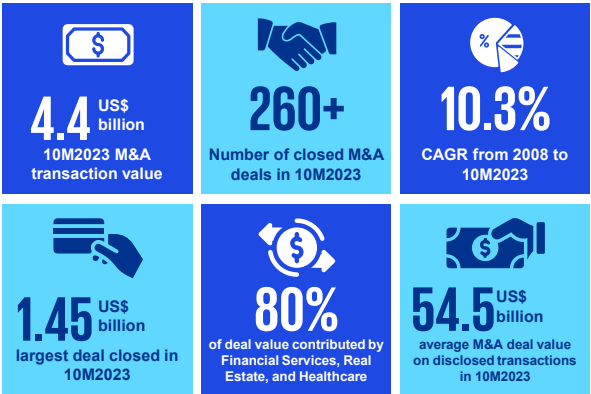 $
4.4 US$
billion
10M2023 M&A
transaction value
260+
Number of closed M&A
deals in 10M2023
%
10.3%
CAGR from 2008 to
10M2023
1.45 US$
billion
largest deal closed in
10M2023
$
80%
of deal value contributed by
Financial Services, Real
Estate, and Healthcare
$
54.5 US$
billion
average M&A deal value
on disclosed transactions
in 10M2023